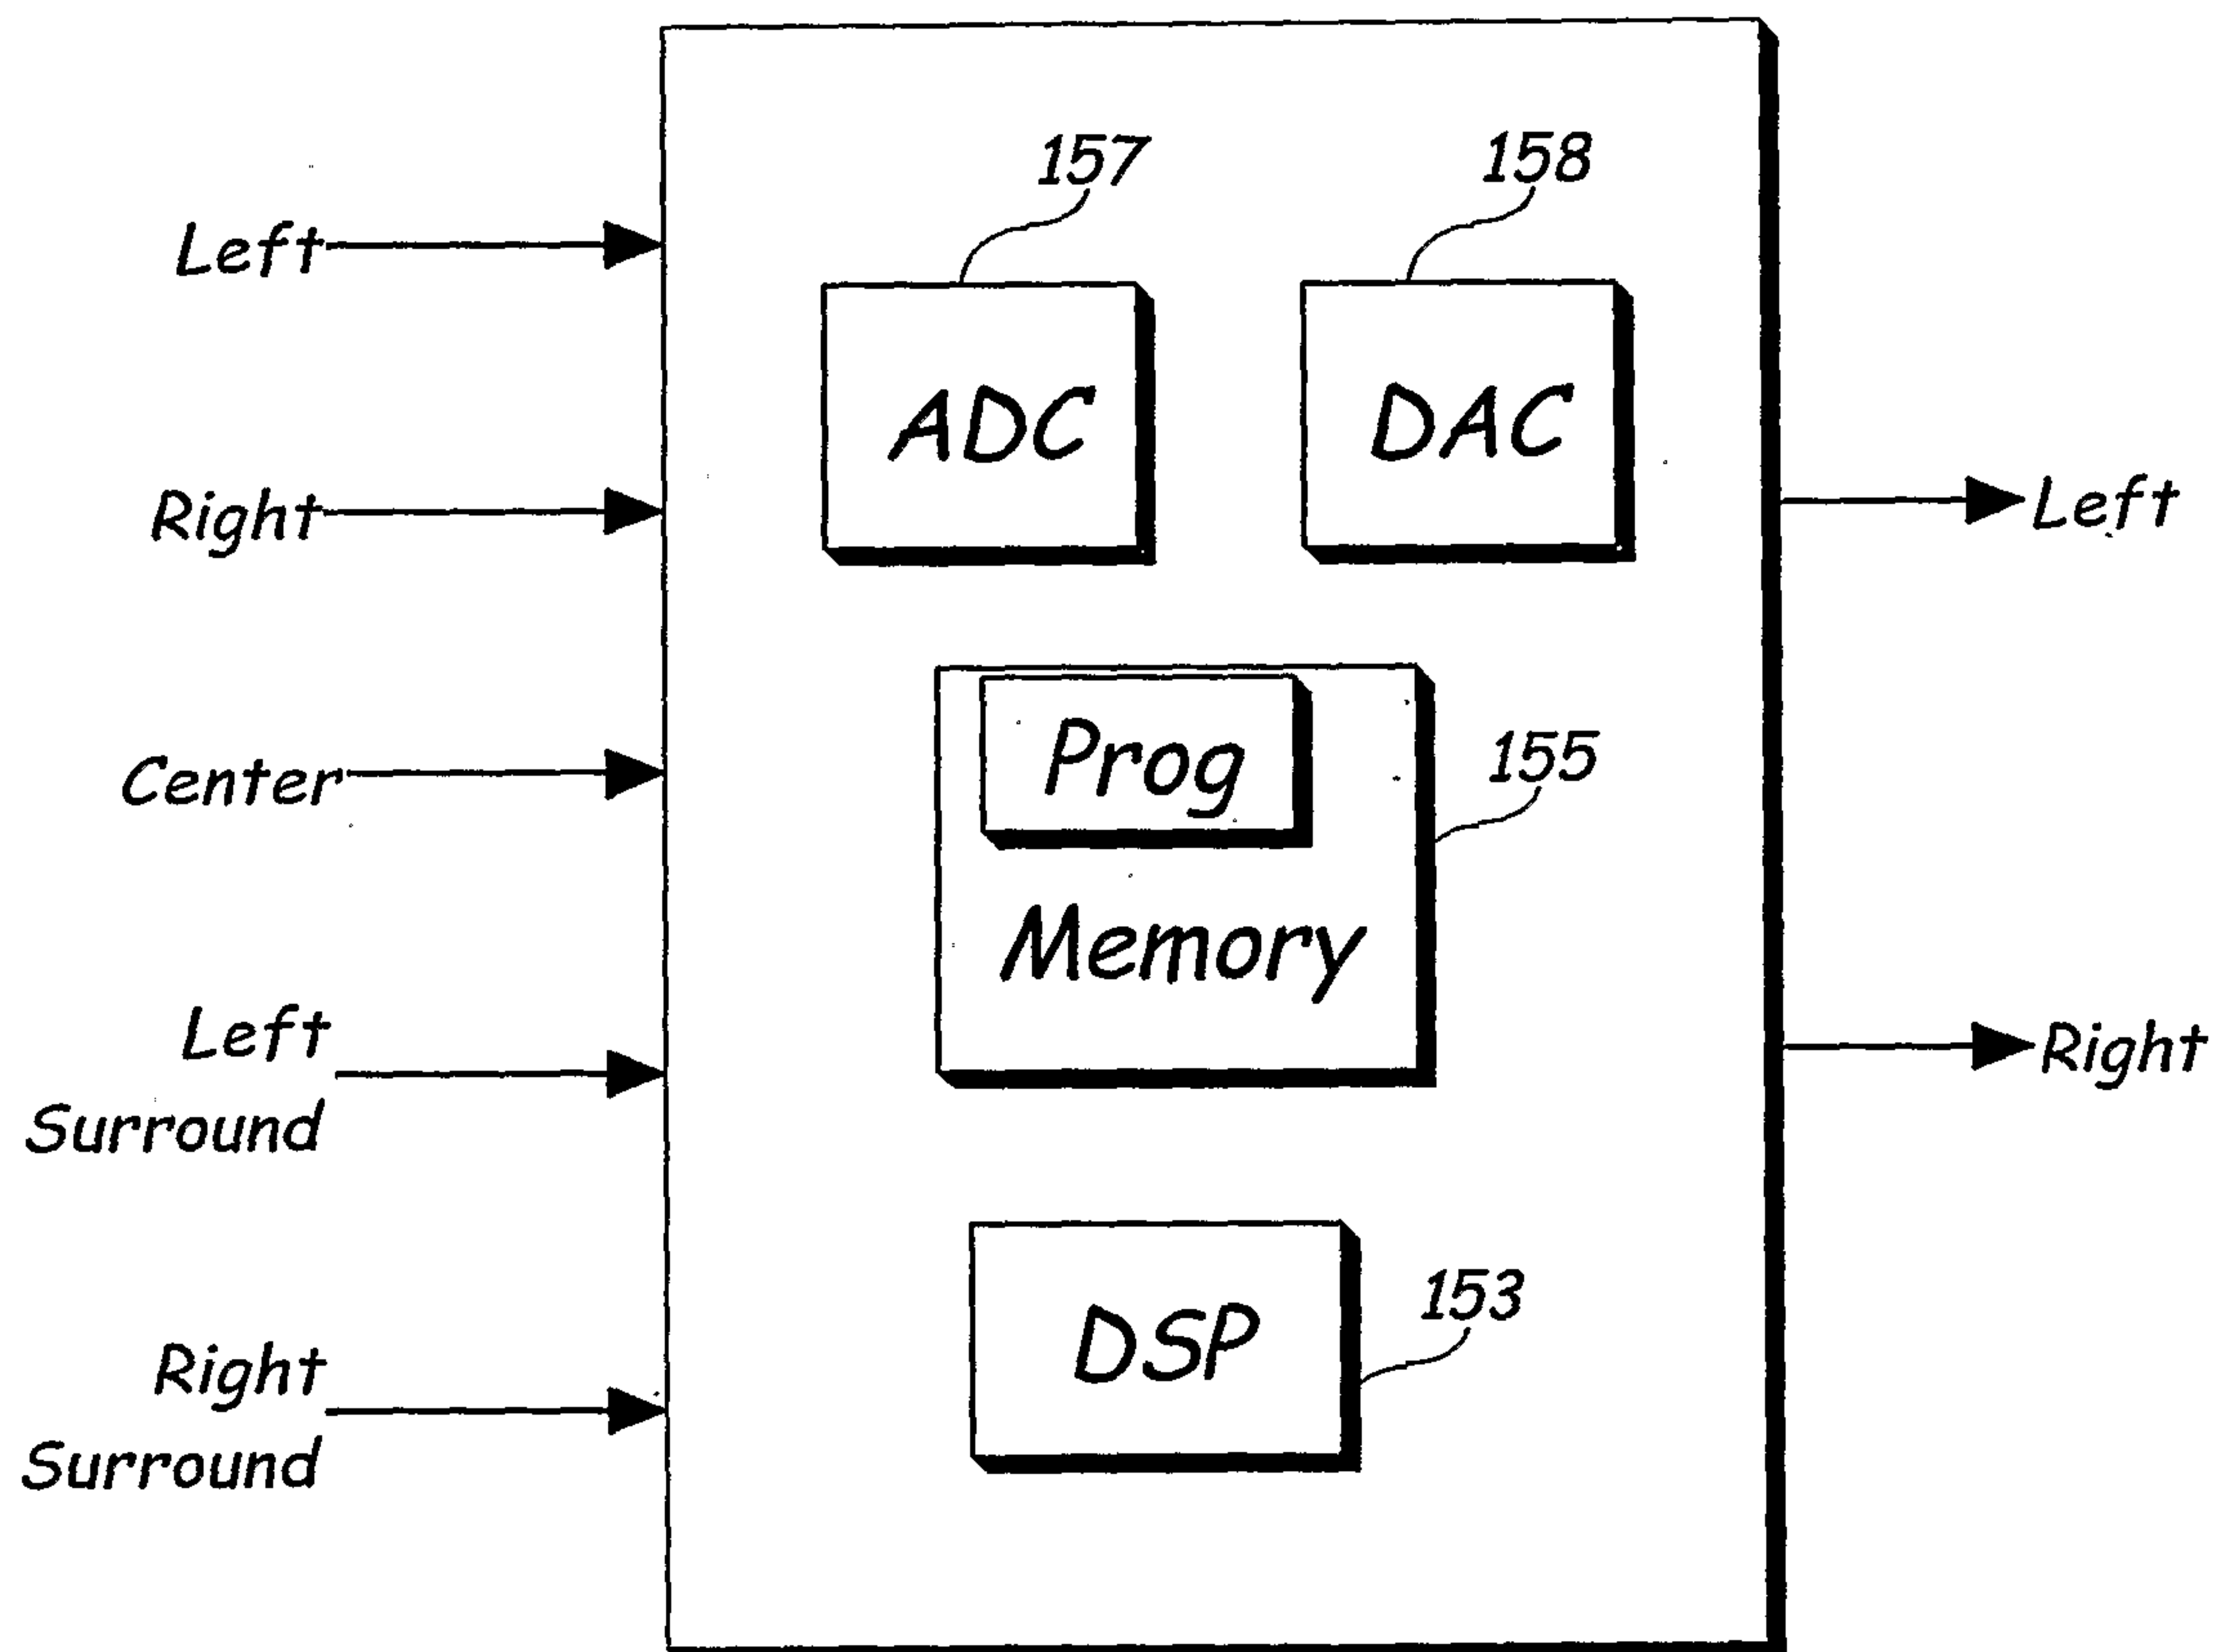 157
158
Left
ADC
DAC
Right
Left
Prog
155
Center
Memory
Left
Surround
Right
153
DSP
Right
Surround